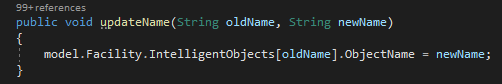 99+references
public void updateName(String oldName, String newName)
{
model.Facility.IntelligentObjects[oldName].ObjectName = newName;
}